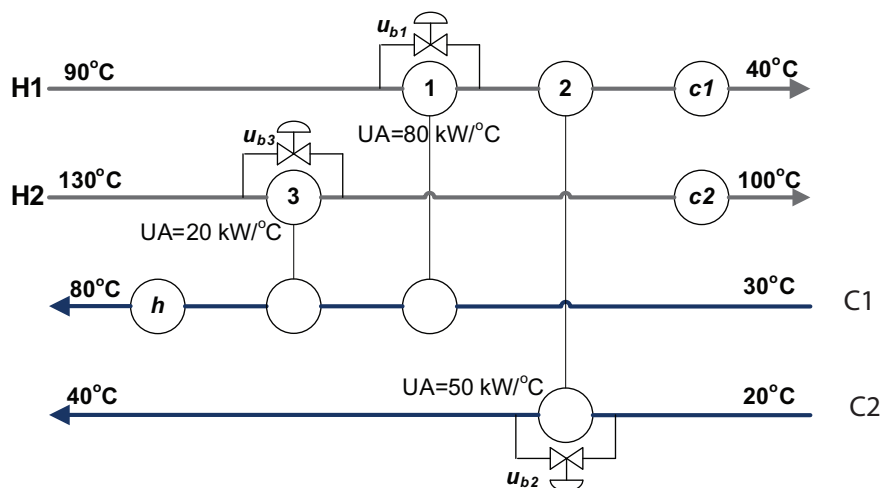 u_b1
90°C
40°C
H1
1
2
c1
UA=80 kW/°C
u_b3
130°C
100°C
H2
3
c2
UA=20 kW/°C
80°C
30°C
h
C1
40°C
UA=50 kW/°C
20°C
C2
u_b2